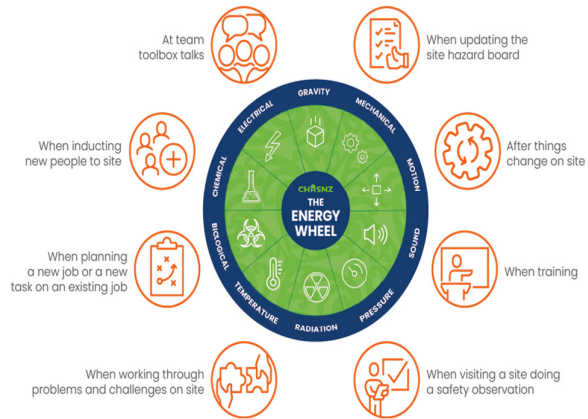 At team
toolbox talks
When updating the
site hazard board
When inducting
new people to site
After things
change on site
When planning
a new job or a new
task on an existing job
When training
When working through
problems and challenges on site
When visiting a site doing
a safety observation
GRAVITY
MECHANICAL
MOTION
SOUND
PRESSURE
RADIATION
TEMPERATURE
BIOLOGICAL
CHEMICAL
ELECTRICAL
CHASNZ
THE
ENERGY
WHEEL